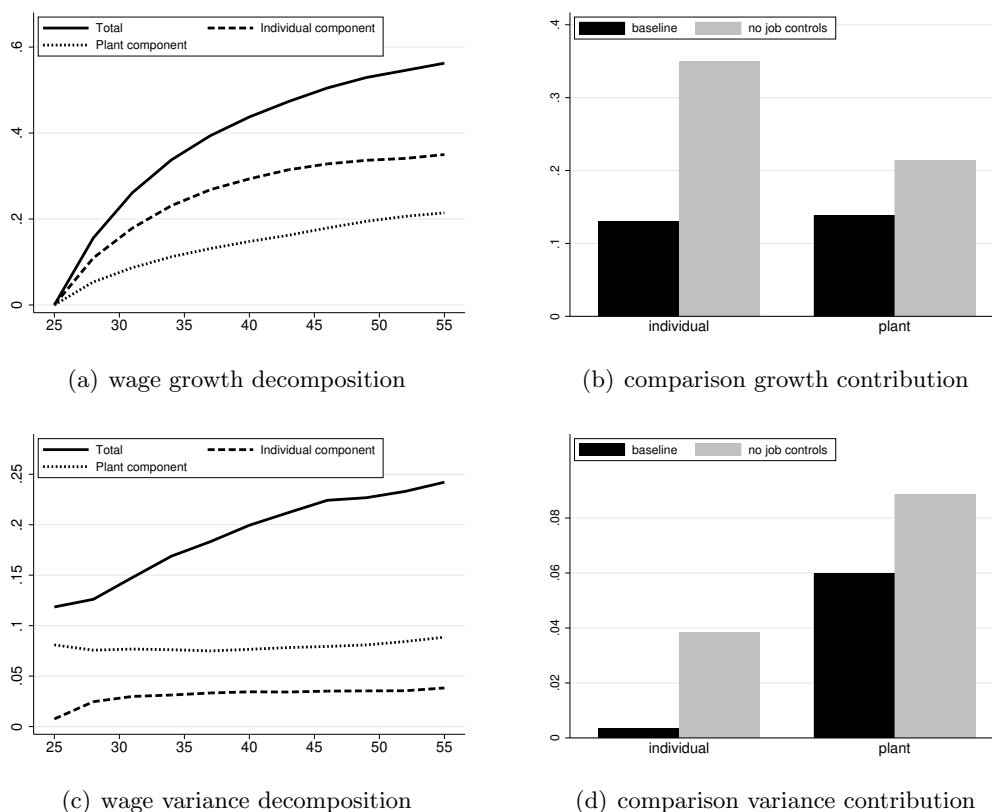 Total Individual component
Plant component
.6
.4
.2
0
25 30 35 40 45 50 55
(a) wage growth decomposition
baseline no job controls
.4
.3
.2
.1
0
individual plant
(b) comparison growth contribution
Total Individual component
Plant component
.25
.2
.15
.1
.05
0
25 30 35 40 45 50 55
(c) wage variance decomposition
baseline no job controls
.08
.06
.04
.02
0
individual plant
(d) comparison variance contribution